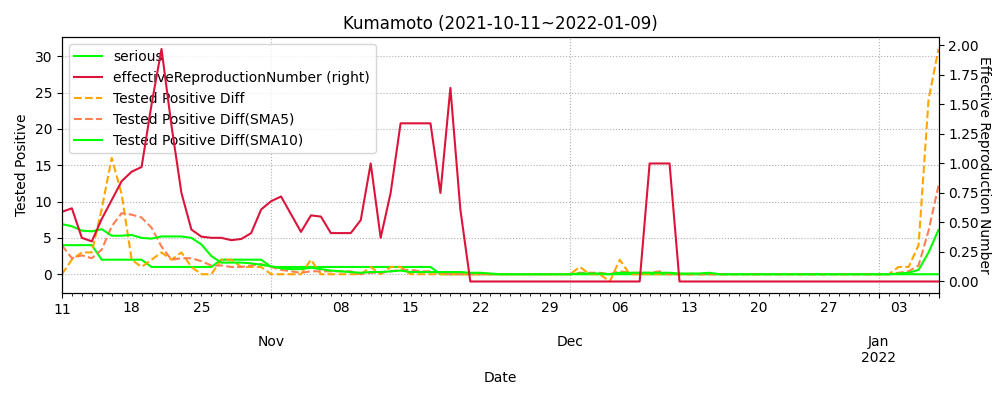 Kumamoto (2021-10-11~2022-01-09)
serious
effectiveReproductionNumber (right)
Tested Positive Diff
Tested Positive Diff(SMA5)
Tested Positive Diff(SMA10)
Tested Positive
30
25
20
15
10
5
0
2.00
1.75
1.50
1.25
1.00
0.75
0.50
0.25
0.00
Effective Reproduction Number
11 18 25 08 15 22 29 06 13 20 27 03
Nov Dec Jan
2022
Date